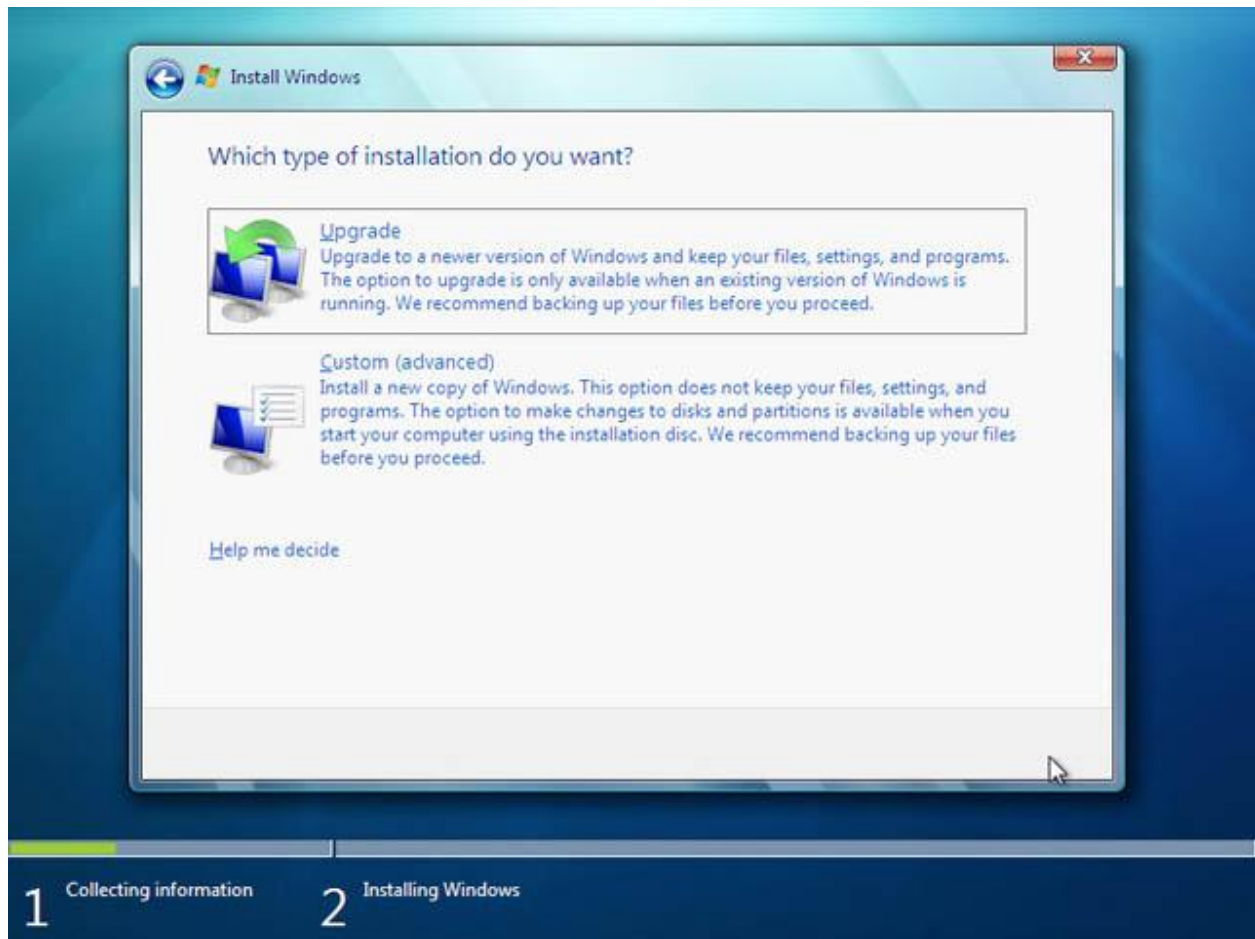 Install Windows
Which type of installation do you want?
Upgrade
Upgrade to a newer version of Windows and keep your files, settings, and programs.
The option to upgrade is only available when an existing version of Windows is
running. We recommend backing up your files before you proceed.
Custom (advanced)
Install a new copy of Windows. This option does not keep your files, settings, and
programs. The option to make changes to disks and partitions is available when you
start your computer using the installation disc. We recommend backing up your files
before you proceed.
Help me decide
1 Collecting information
2 Installing Windows